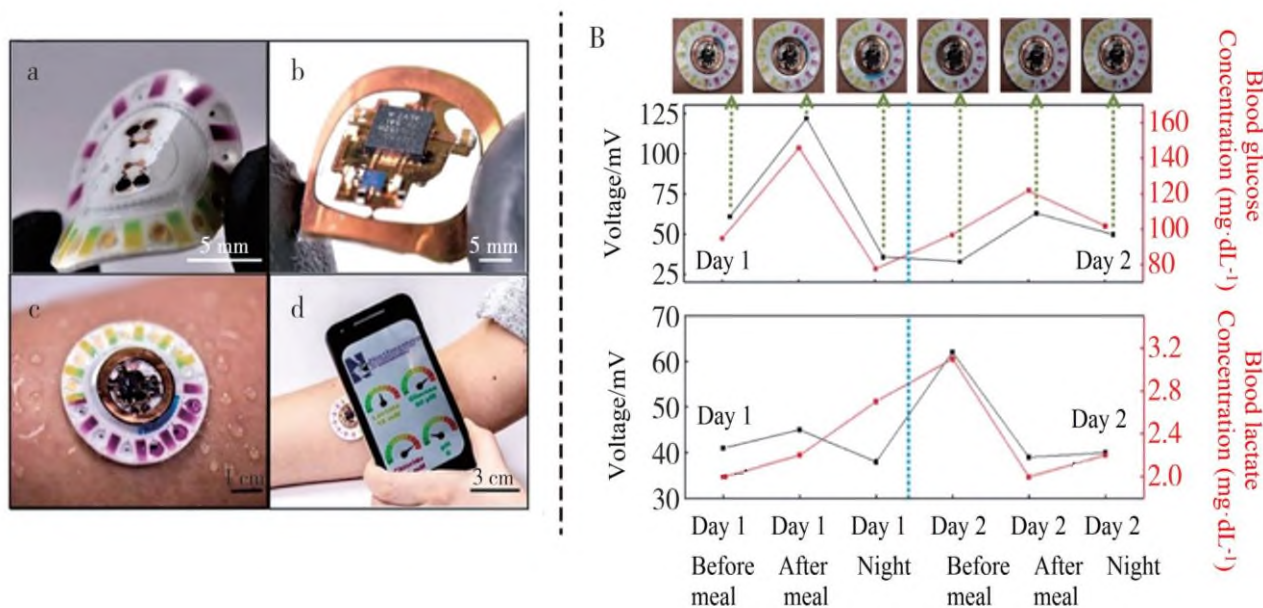 a
b
5 mm
5 mm
c
d
1 cm
3 cm
B
125
100
75
50
25
Voltage/mV
Day 1
Day 2
160
140
120
100
80
Blood glucose
Concentration (mg·dL⁻¹)
70
60
50
40
30
Voltage/mV
Day 1
Day 2
3.2
2.8
2.4
2.0
Blood lactate
Concentration (mg·dL⁻¹)
Day 1 Day 1 Day 1 Day 2 Day 2 Day 2
Before After Night Before After Night
meal meal meal meal